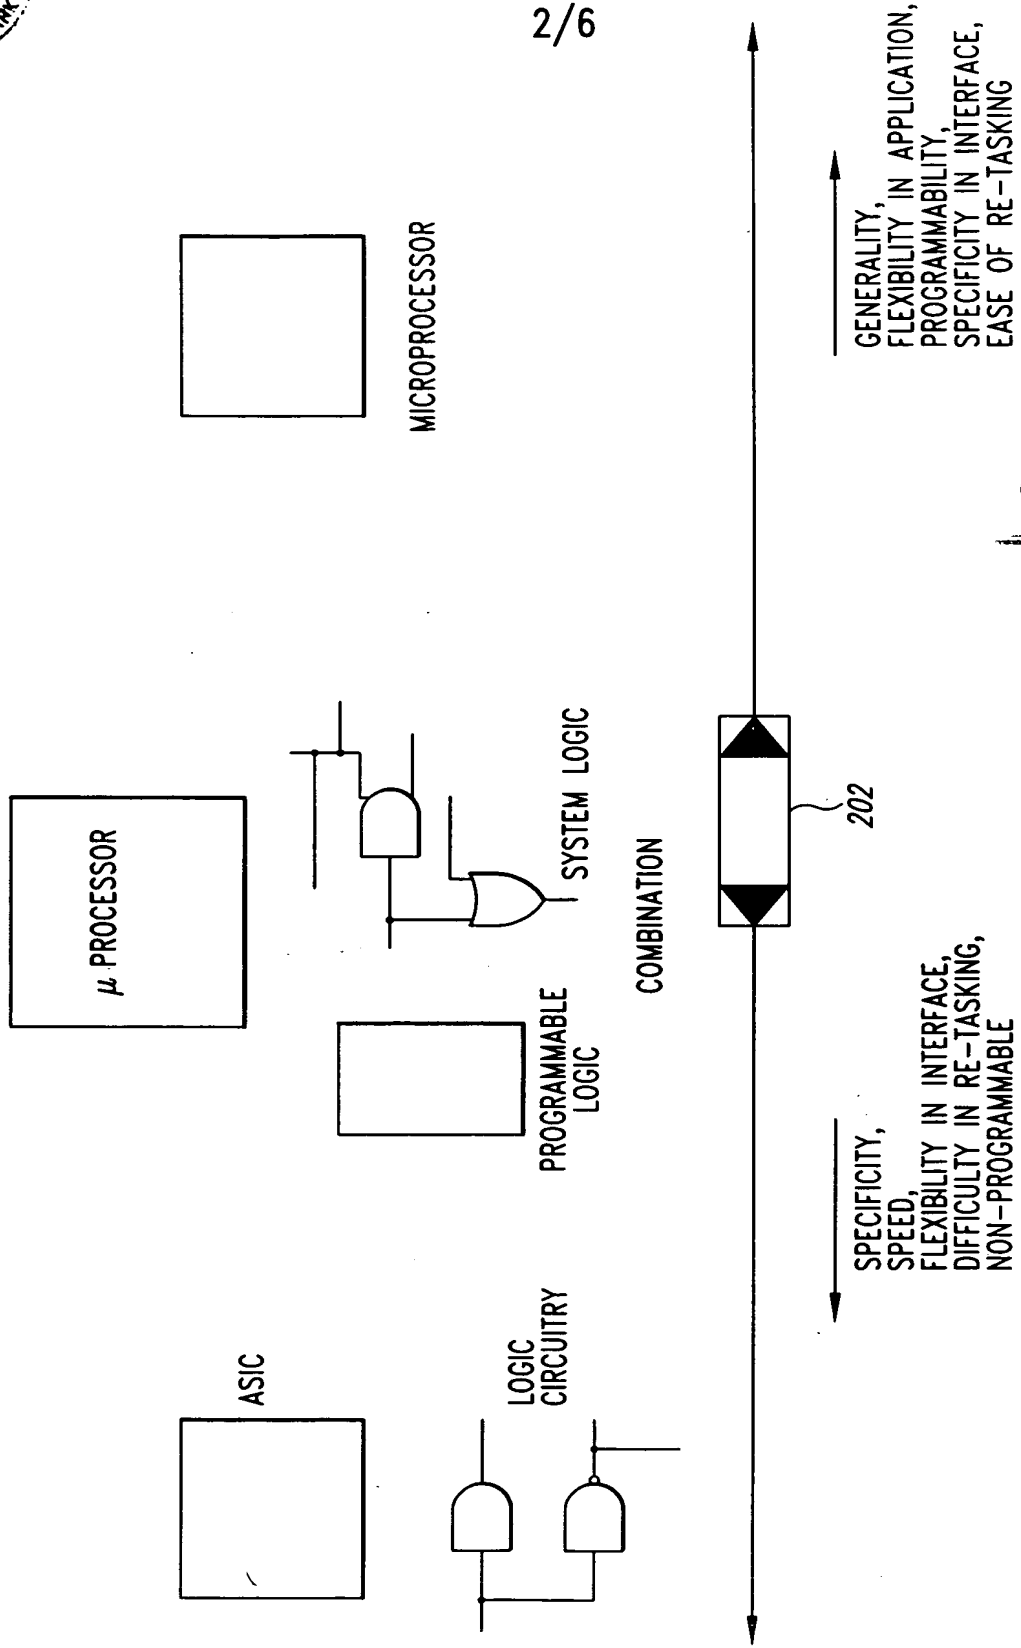 2/6
ASIC
LOGIC
CIRCUITRY
μ PROCESSOR
PROGRAMMABLE
LOGIC
SYSTEM LOGIC
COMBINATION
MICROPROCESSOR
202
SPECIFICITY,
SPEED,
FLEXIBILITY IN INTERFACE,
DIFFICULTY IN RE-TASKING,
NON-PROGRAMMABLE
GENERALITY,
FLEXIBILITY IN APPLICATION,
PROGRAMMABILITY,
SPECIFICITY IN INTERFACE,
EASE OF RE-TASKING